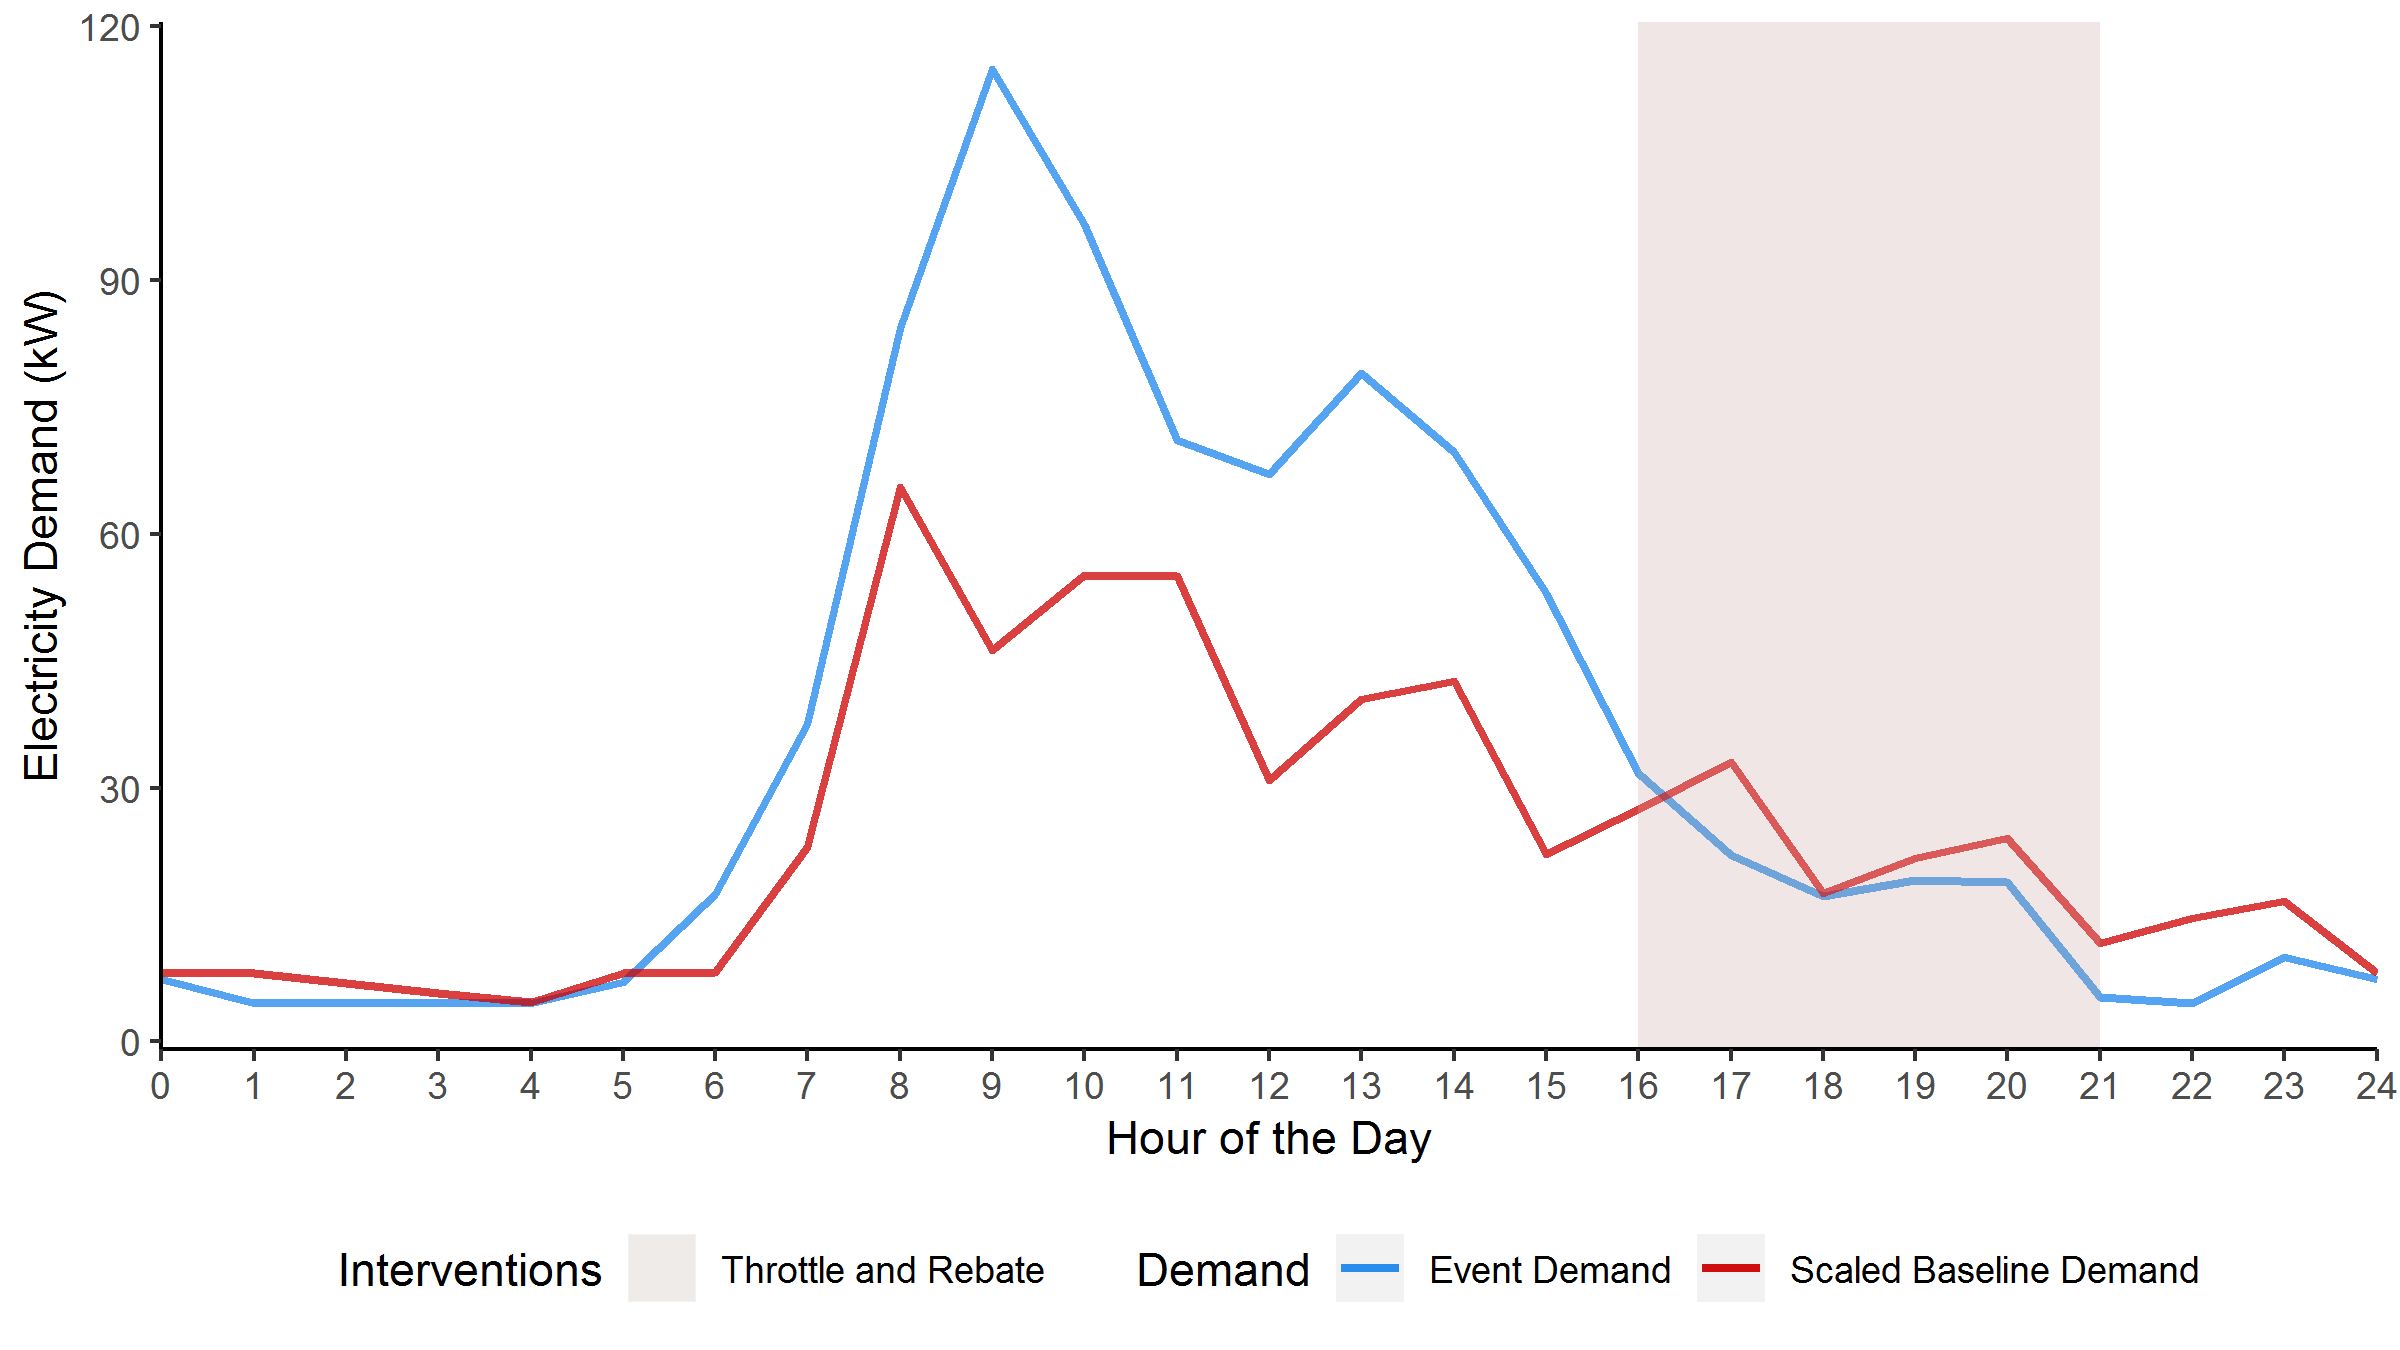 Electricity Demand (kW)
120
90
60
30
0
0 1 2 3 4 5 6 7 8 9 10 11 12 13 14 15 16 17 18 19 20 21 22 23 24
Hour of the Day
Interventions Throttle and Rebate Demand Event Demand Scaled Baseline Demand